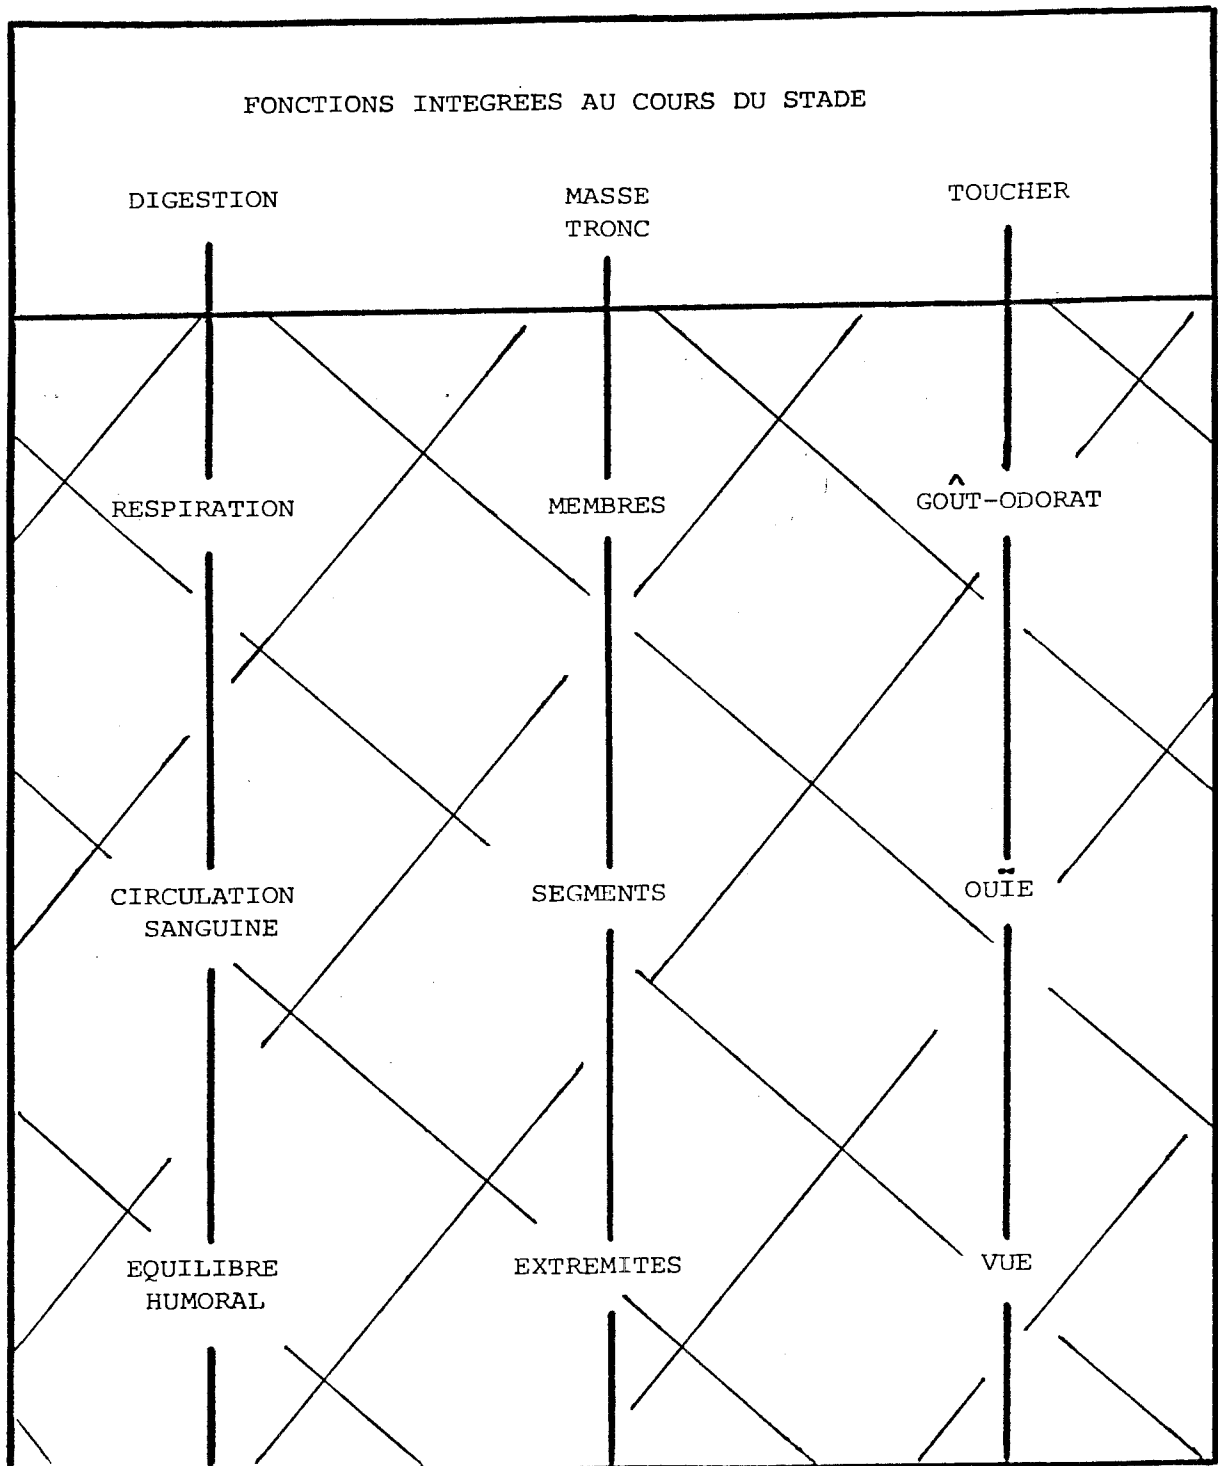 FONCTIONS INTEGREES AU COURS DU STADE
DIGESTION
MASSE
TRONC
TOUCHER
RESPIRATION
MEMBRES
GOÛT-ODORAT
CIRCULATION
SANGUINE
SEGMENTS
OUÏE
EQUILIBRE
HUMORAL
EXTREMITES
VUE